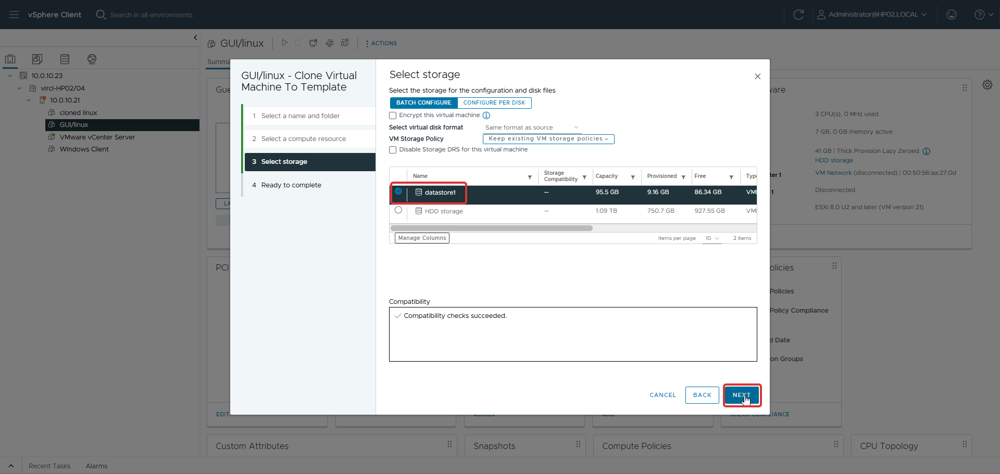 vSphere Client
Search in all environments
Administrator@HP02.LOCAL
GUI/linux
ACTIONS
10.0.10.23
vircl-HP02/04
10.0.10.21
cloned linux
GUI/linux
VMware vCenter Server
Windows Client
Summa
Gue
LA
PCI
EDIT
GUI/linux - Clone Virtual
Machine To Template
1 Select a name and folder
2 Select a compute resource
3 Select storage
4 Ready to complete
Select storage
Select the storage for the configuration and disk files
BATCH CONFIGURE
CONFIGURE PER DISK
Encrypt this virtual machine
Select virtual disk format
Same format as source
VM Storage Policy
Keep existing VM storage policies
Disable Storage DRS for this virtual machine
Name Storage Compatibility Capacity Provisioned Free Type
datastore1 -- 95.5 GB 9.16 GB 86.34 GB VM
HDD storage -- 1.09 TB 750.7 GB 927.55 GB VM
Manage Columns
Items per page 10 2 items
Compatibility
Compatibility checks succeeded.
CANCEL
BACK
NEXT
ware
3 CPU(s), 0 MHz used
7 GB, 0 GB memory active
41 GB | Thick Provision Lazy Zeroed
HDD storage
ter 1
VM Network (disconnected) | 00:50:56:aa:27:0d
1
Disconnected
ESXi 8.0 U2 and later (VM version 21)
olicies
Policies
Policy Compliance
d Date
on Groups
ASSIGN
ADD
CHECK COMPLIANCE
Custom Attributes
Snapshots
Compute Policies
CPU Topology
Recent Tasks
Alarms